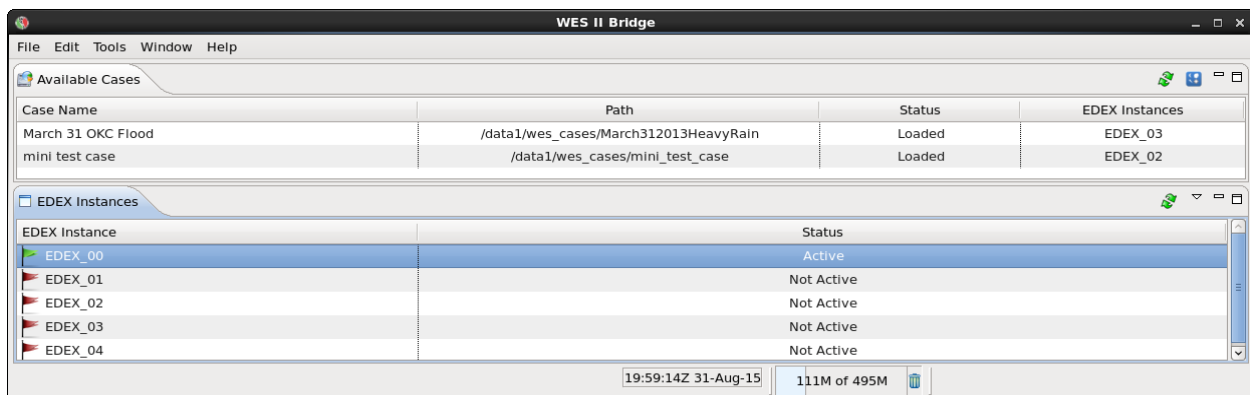 WES II Bridge
File Edit Tools Window Help
Available Cases
Case Name Path Status EDEX Instances
March 31 OKC Flood /data1/wes_cases/March312013HeavyRain Loaded EDEX_03
mini test case /data1/wes_cases/mini_test_case Loaded EDEX_02
EDEX Instances
EDEX Instance Status
EDEX_00 Active
EDEX_01 Not Active
EDEX_02 Not Active
EDEX_03 Not Active
EDEX_04 Not Active
19:59:14Z 31-Aug-15 111M of 495M